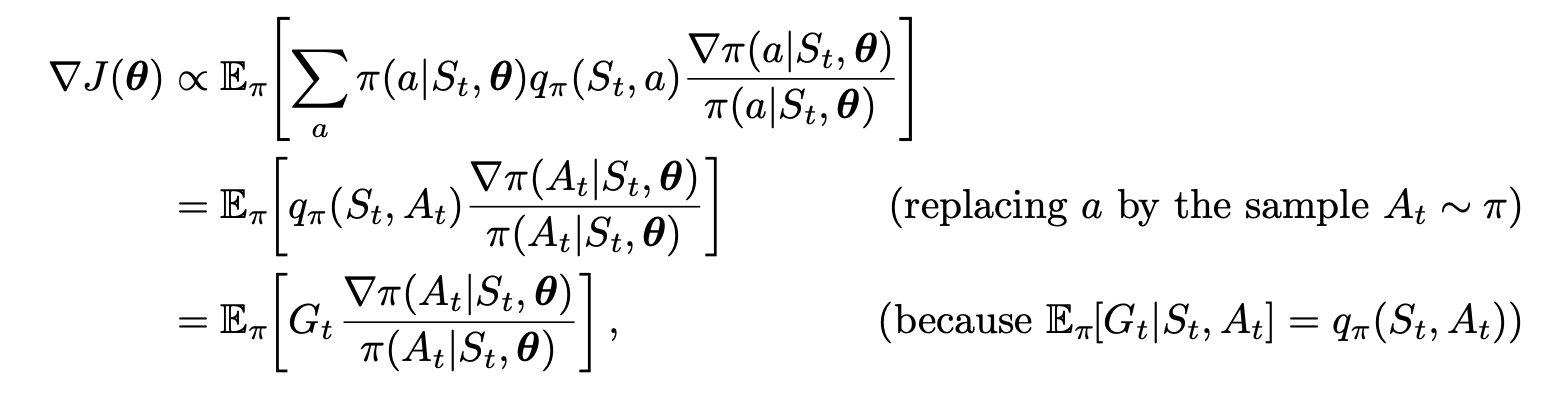 ∇J(𝜽) ∝ 𝔼_π[∑_a π(a|S_t, 𝜽)q_π(S_t, a) ∇π(a|S_t, 𝜽) / π(a|S_t, 𝜽)]
= 𝔼_π[q_π(S_t, A_t) ∇π(A_t|S_t, 𝜽) / π(A_t|S_t, 𝜽)] (replacing a by the sample A_t ∼ π)
= 𝔼_π[G_t ∇π(A_t|S_t, 𝜽) / π(A_t|S_t, 𝜽)], (because 𝔼_π[G_t|S_t, A_t] = q_π(S_t, A_t))